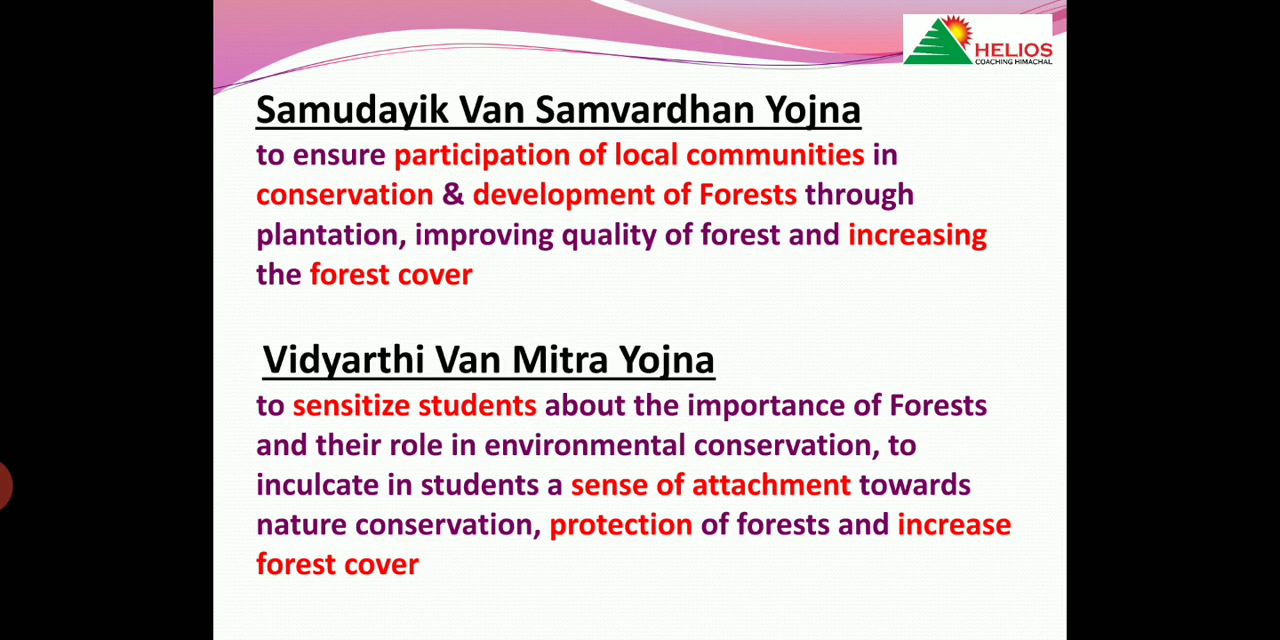 HELIOS
COACHING HIMACHAL
Samudayik Van Samvardhan Yojna
to ensure participation of local communities in
conservation & development of Forests through
plantation, improving quality of forest and increasing
the forest cover
Vidyarthi Van Mitra Yojna
to sensitize students about the importance of Forests
and their role in environmental conservation, to
inculcate in students a sense of attachment towards
nature conservation, protection of forests and increase
forest cover